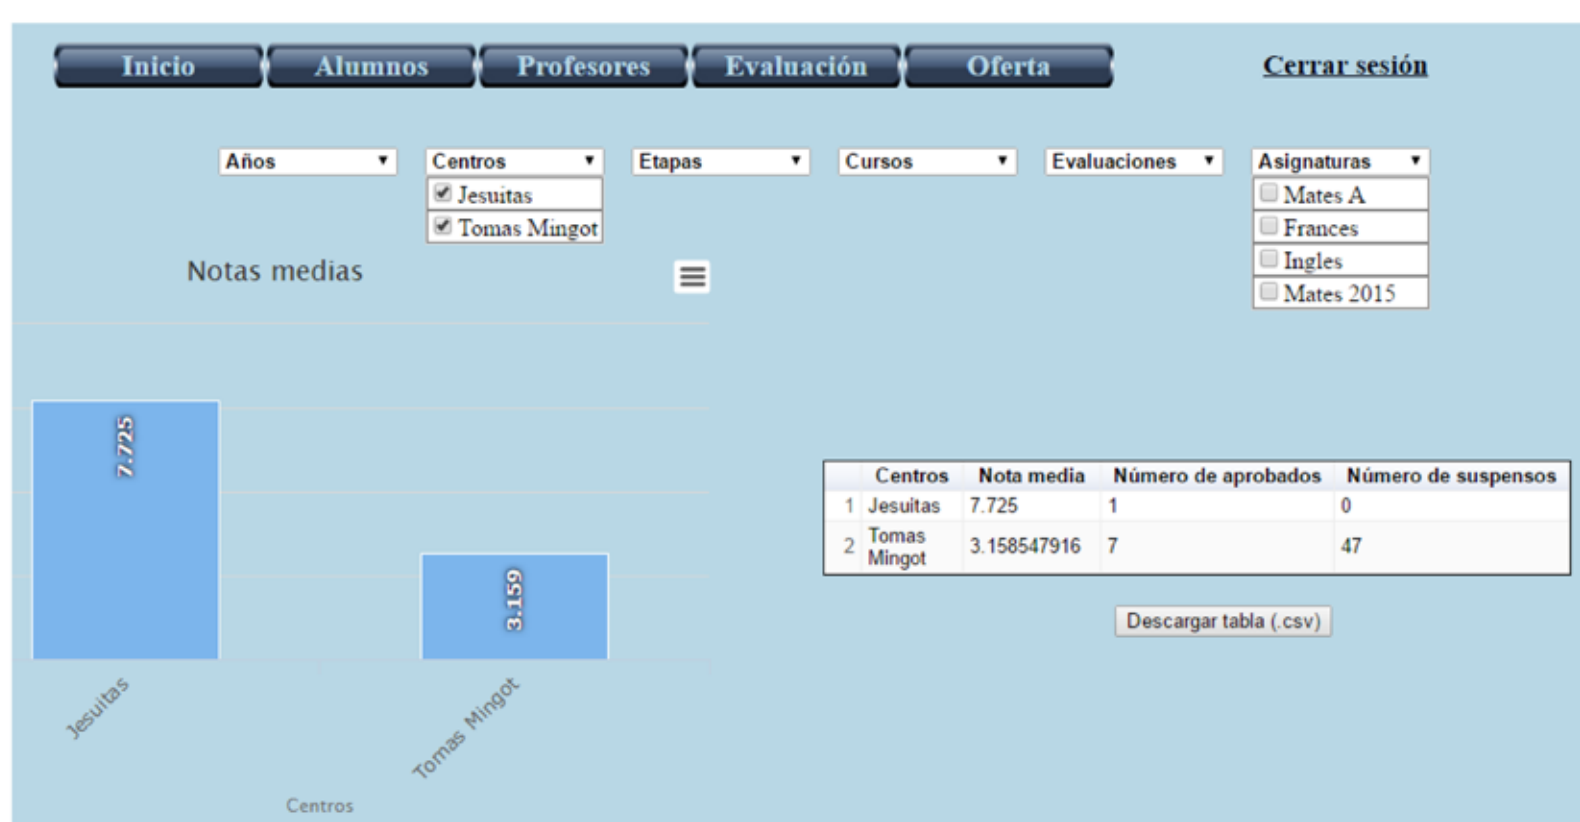 Inicio Alumnos Profesores Evaluación Oferta Cerrar sesión
Años Centros Etapas Cursos Evaluaciones Asignaturas
Jesuitas
Tomas Mingot
Mates A
Frances
Ingles
Mates 2015
Notas medias
7.725
3.159
Jesuitas
Tomas Mingot
Centros
Centros Nota media Número de aprobados Número de suspensos
1 Jesuitas 7.725 1 0
2 Tomas Mingot 3.158547916 7 47
Descargar tabla (.csv)